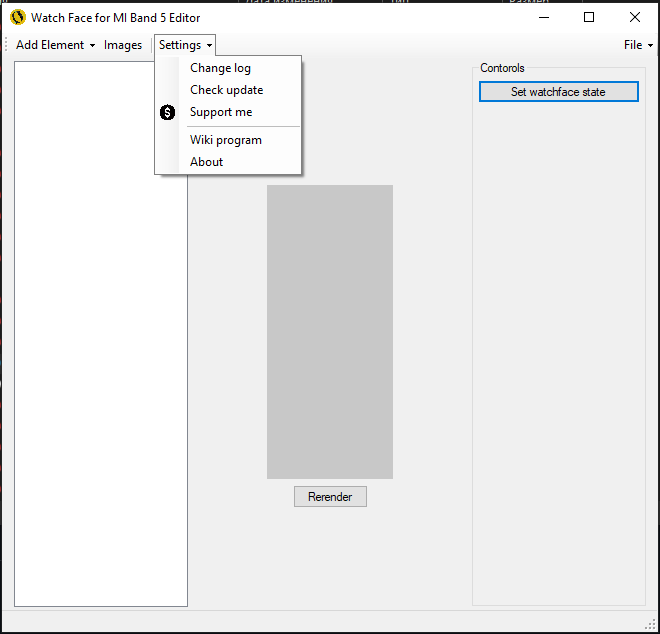 Watch Face for MI Band 5 Editor
Add Element Images Settings File
Change log
Check update
Support me
Wiki program
About
Contorols
Set watchface state
Rerender